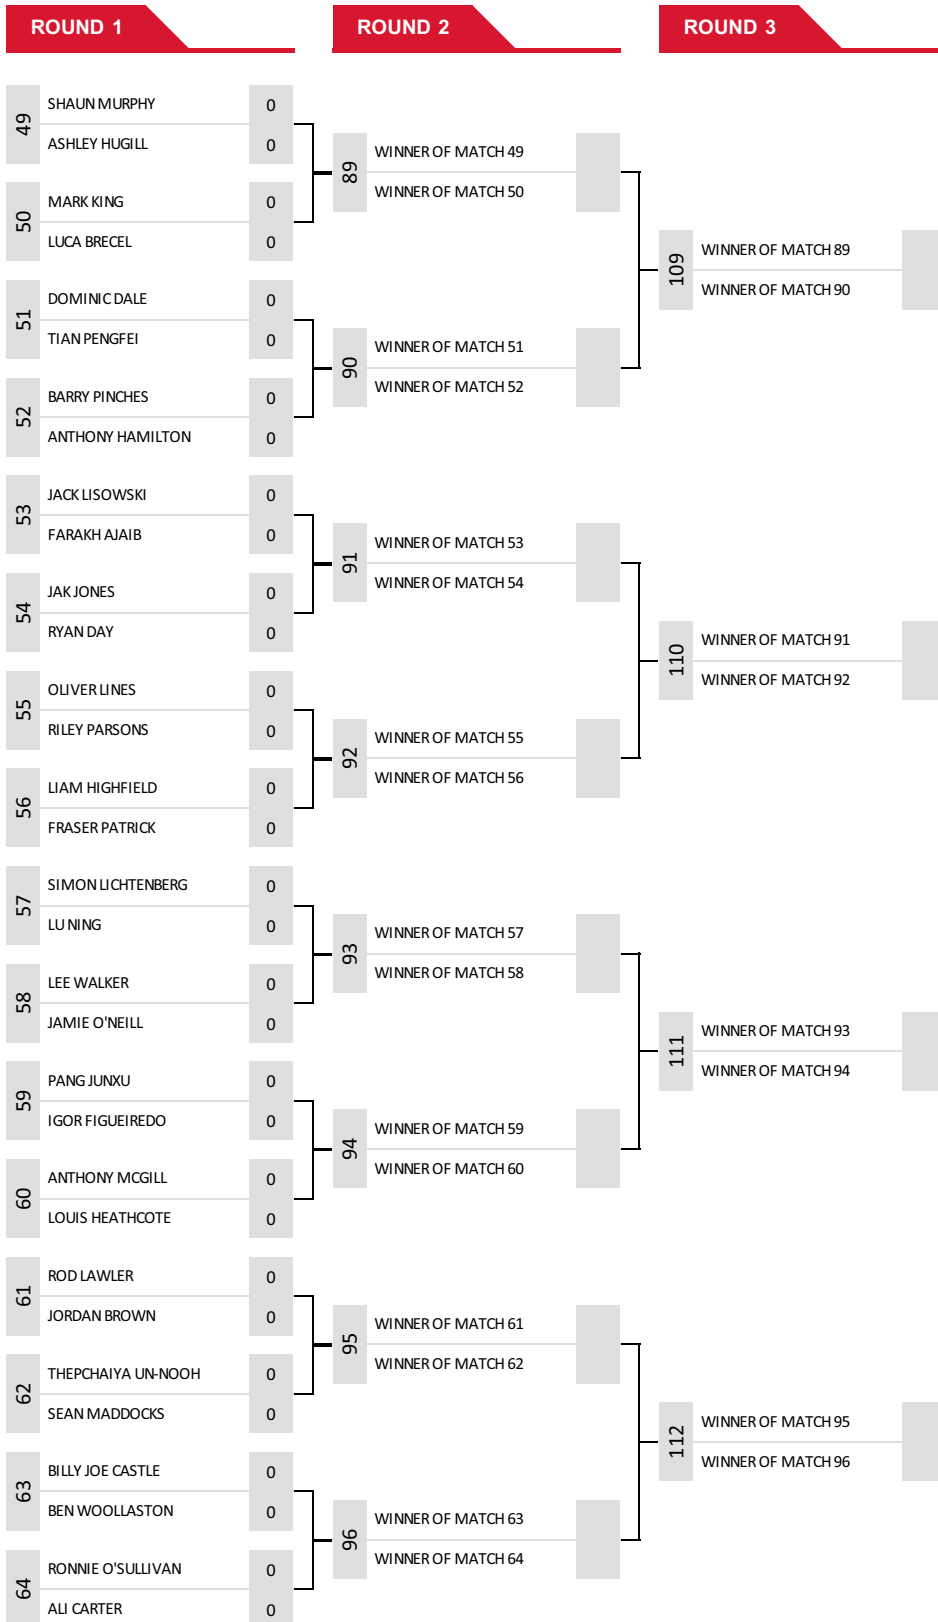 ROUND 1
ROUND 2
ROUND 3
49
SHAUN MURPHY 0
ASHLEY HUGILL 0
50
MARK KING 0
LUCA BRECEL 0
51
DOMINIC DALE 0
TIAN PENGFEI 0
52
BARRY PINCHES 0
ANTHONY HAMILTON 0
53
JACK LISOWSKI 0
FARAKH AJAIB 0
54
JAK JONES 0
RYAN DAY 0
55
OLIVER LINES 0
RILEY PARSONS 0
56
LIAM HIGHFIELD 0
FRASER PATRICK 0
57
SIMON LICHTENBERG 0
LU NING 0
58
LEE WALKER 0
JAMIE O'NEILL 0
59
PANG JUNXU 0
IGOR FIGUEIREDO 0
60
ANTHONY MCGILL 0
LOUIS HEATHCOTE 0
61
ROD LAWLER 0
JORDAN BROWN 0
62
THEPCHAIYA UN-NOOH 0
SEAN MADDOCKS 0
63
BILLY JOE CASTLE 0
BEN WOOLLASTON 0
64
RONNIE O'SULLIVAN 0
ALI CARTER 0
89
WINNER OF MATCH 49
WINNER OF MATCH 50
90
WINNER OF MATCH 51
WINNER OF MATCH 52
91
WINNER OF MATCH 53
WINNER OF MATCH 54
92
WINNER OF MATCH 55
WINNER OF MATCH 56
93
WINNER OF MATCH 57
WINNER OF MATCH 58
94
WINNER OF MATCH 59
WINNER OF MATCH 60
95
WINNER OF MATCH 61
WINNER OF MATCH 62
96
WINNER OF MATCH 63
WINNER OF MATCH 64
109
WINNER OF MATCH 89
WINNER OF MATCH 90
110
WINNER OF MATCH 91
WINNER OF MATCH 92
111
WINNER OF MATCH 93
WINNER OF MATCH 94
112
WINNER OF MATCH 95
WINNER OF MATCH 96